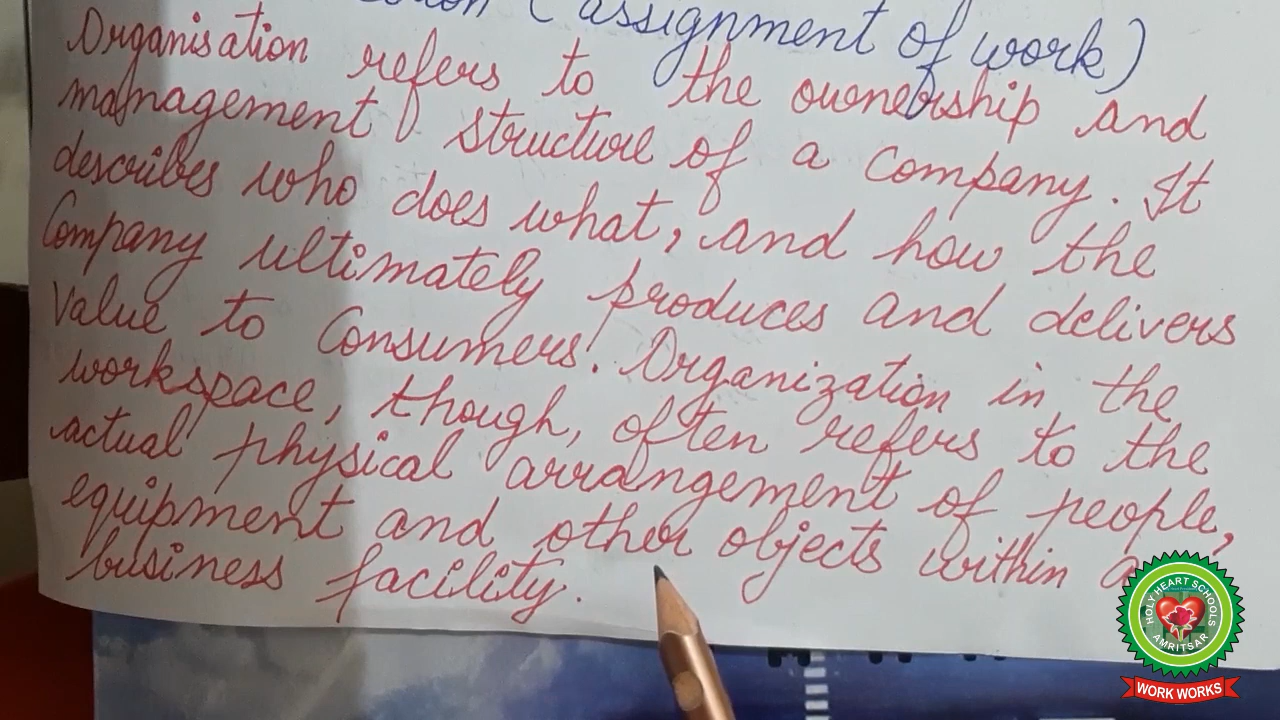 (assignment of work)
Organisation refers to the ownership and
management structure of a company. It
describes who does what, and how the
Company ultimately produces and delivers
Value to Consumers. Organization in the
workspace, though, often refers to the
actual physical arrangement of people,
equipment and other objects within a
business facility.
HOLY HEART SCHOOLS
AMRITSAR
WORK WORKS